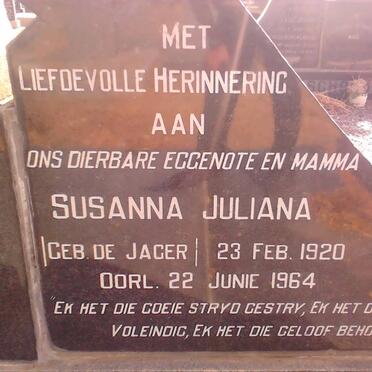 MET
LIEFDEVOLLE HERINNERING
AAN
ONS DIERBARE EGGENOTE EN MAMMA
SUSANNA JULIANA
(GEB. DE JAGER) 23 FEB. 1920
OORL. 22 JUNIE 1964
"EK HET DIE GOEIE STRYD GESTRY, EK HET D
VOLEINDIG, EK HET DIE GELOOF BEHO